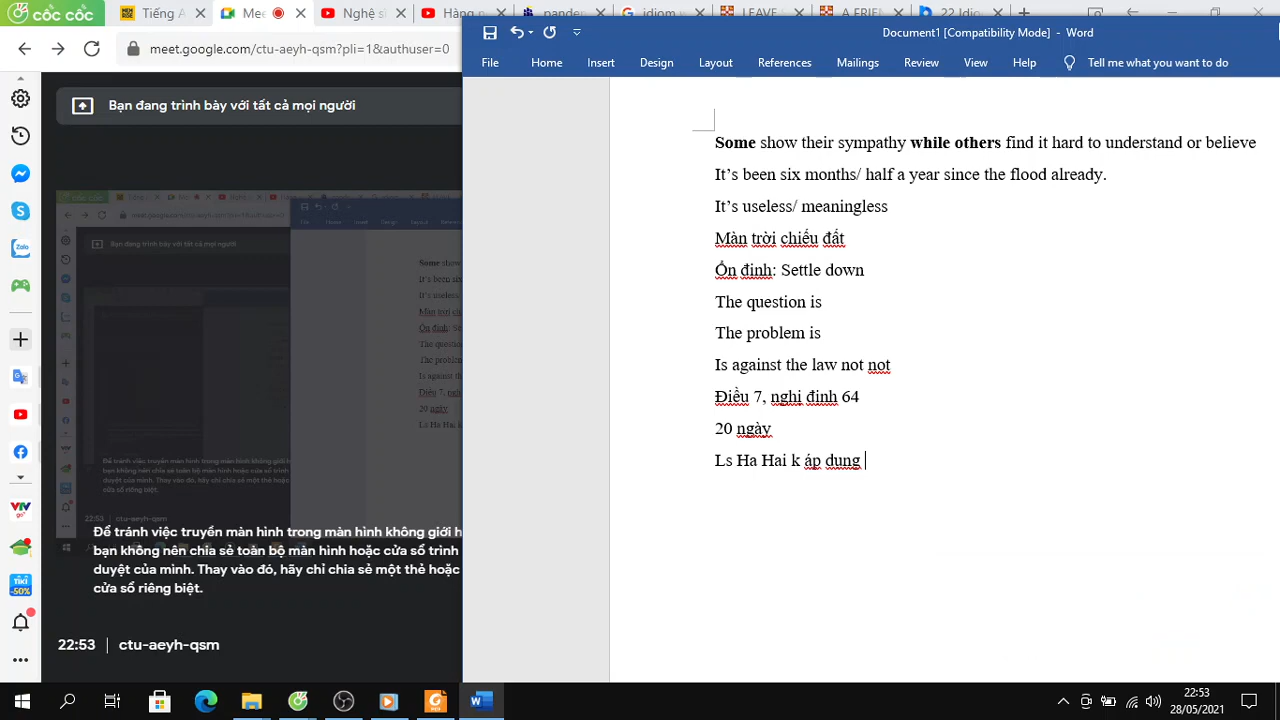 Tiếng A
Me
Nghệ s
pande
idiom
LEAVE
A FRIE
22 Idio
meet.google.com/ctu-aeyh-qsm?pli=1&authuser=0
Document1 [Compatibility Mode] - Word
File Home Insert Design Layout References Mailings Review View Help Tell me what you want to do
Bạn đang trình bày với tất cả mọi người
Some show their sympathy while others find it hard to understand or believe
It's been six months/ half a year since the flood already.
It's useless/ meaningless
Màn trời chiếu đất
Ổn định: Settle down
The question is
The problem is
Is against the law not not
Điều 7, nghị định 64
20 ngày
Ls Ha Hai k áp dung
Để tránh việc truyền màn hình trong màn hình không giới h
bạn không nên chia sẻ toàn bộ màn hình hoặc cửa sổ trình
duyệt của mình. Thay vào đó, hãy chỉ chia sẻ một thẻ hoặc
cửa sổ riêng biệt.
22:53 | ctu-aeyh-qsm
Zalo
VTV
go
TIKI
-50%
22:53
28/05/2021